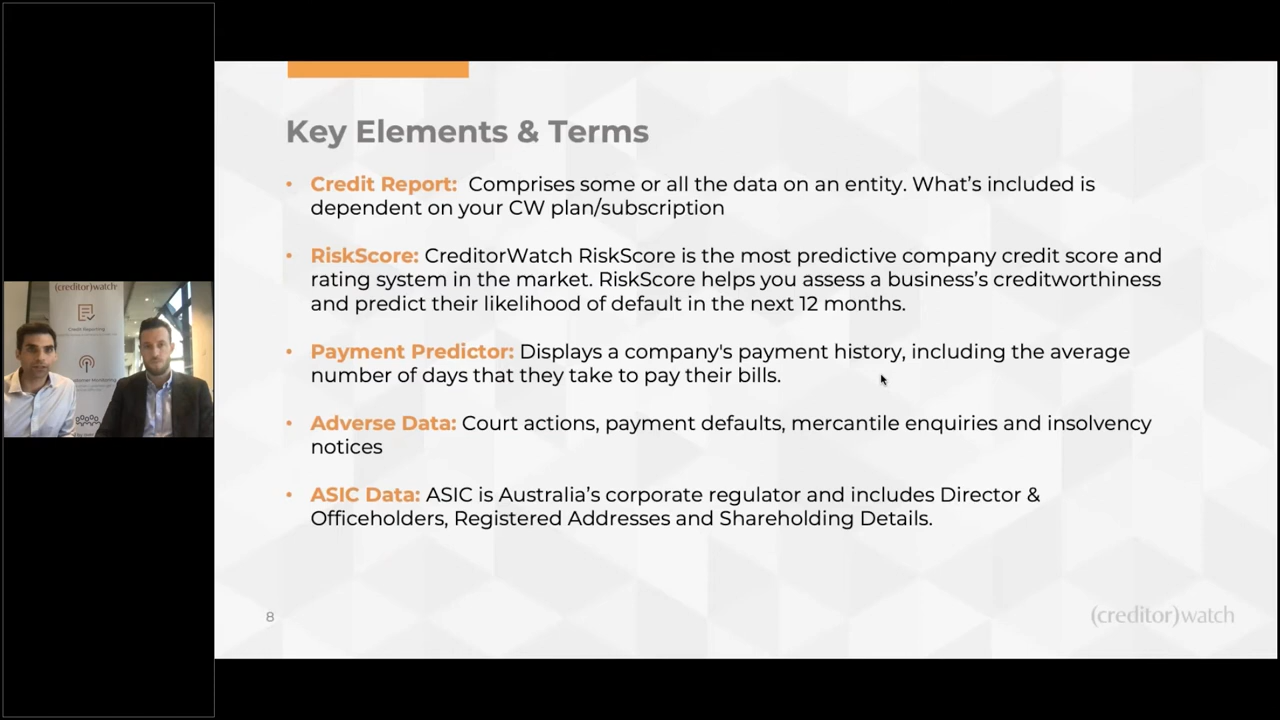 Key Elements & Terms
• Credit Report: Comprises some or all the data on an entity. What’s included is
dependent on your CW plan/subscription
• RiskScore: CreditorWatch RiskScore is the most predictive company credit score and
rating system in the market. RiskScore helps you assess a business’s creditworthiness
and predict their likelihood of default in the next 12 months.
• Payment Predictor: Displays a company's payment history, including the average
number of days that they take to pay their bills.
• Adverse Data: Court actions, payment defaults, mercantile enquiries and insolvency
notices
• ASIC Data: ASIC is Australia’s corporate regulator and includes Director &
Officeholders, Registered Addresses and Shareholding Details.
8
(creditor)watch
(creditor)watch
Credit Reporting